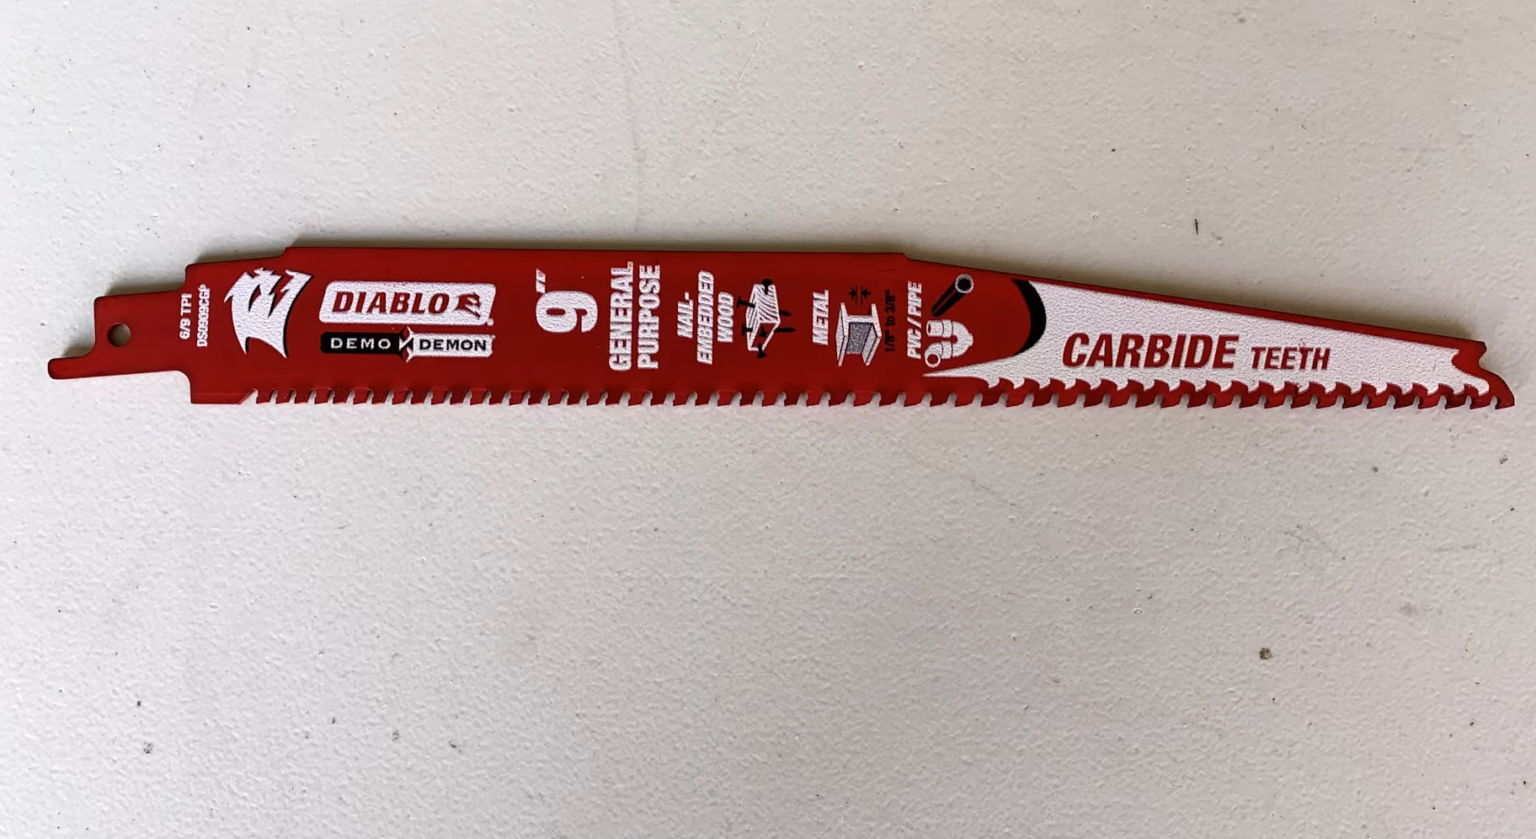 6/9 TPI
DS0909CGP
DIABLO
DEMO DEMON
9"
GENERAL
PURPOSE
NAIL-
EMBEDDED
WOOD
METAL
1/8" to 3/8"
PVC / PIPE
CARBIDE TEETH